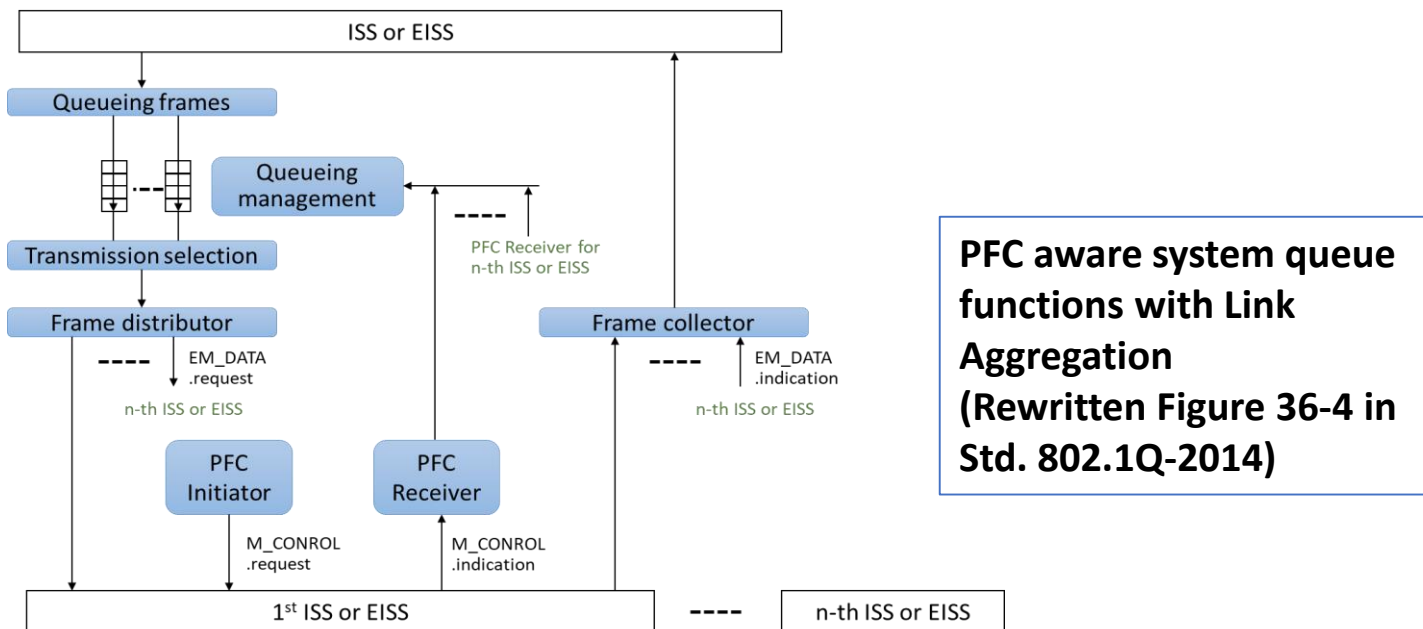 ISS or EISS
Queueing frames
Queueing
management
PFC Receiver for
n-th ISS or EISS
Transmission selection
Frame distributor
Frame collector
EM_DATA
.request
EM_DATA
.indication
n-th ISS or EISS
n-th ISS or EISS
PFC
Initiator
PFC
Receiver
M_CONROL
.request
M_CONROL
.indication
1st ISS or EISS
n-th ISS or EISS
PFC aware system queue
functions with Link
Aggregation
(Rewritten Figure 36-4 in
Std. 802.1Q-2014)